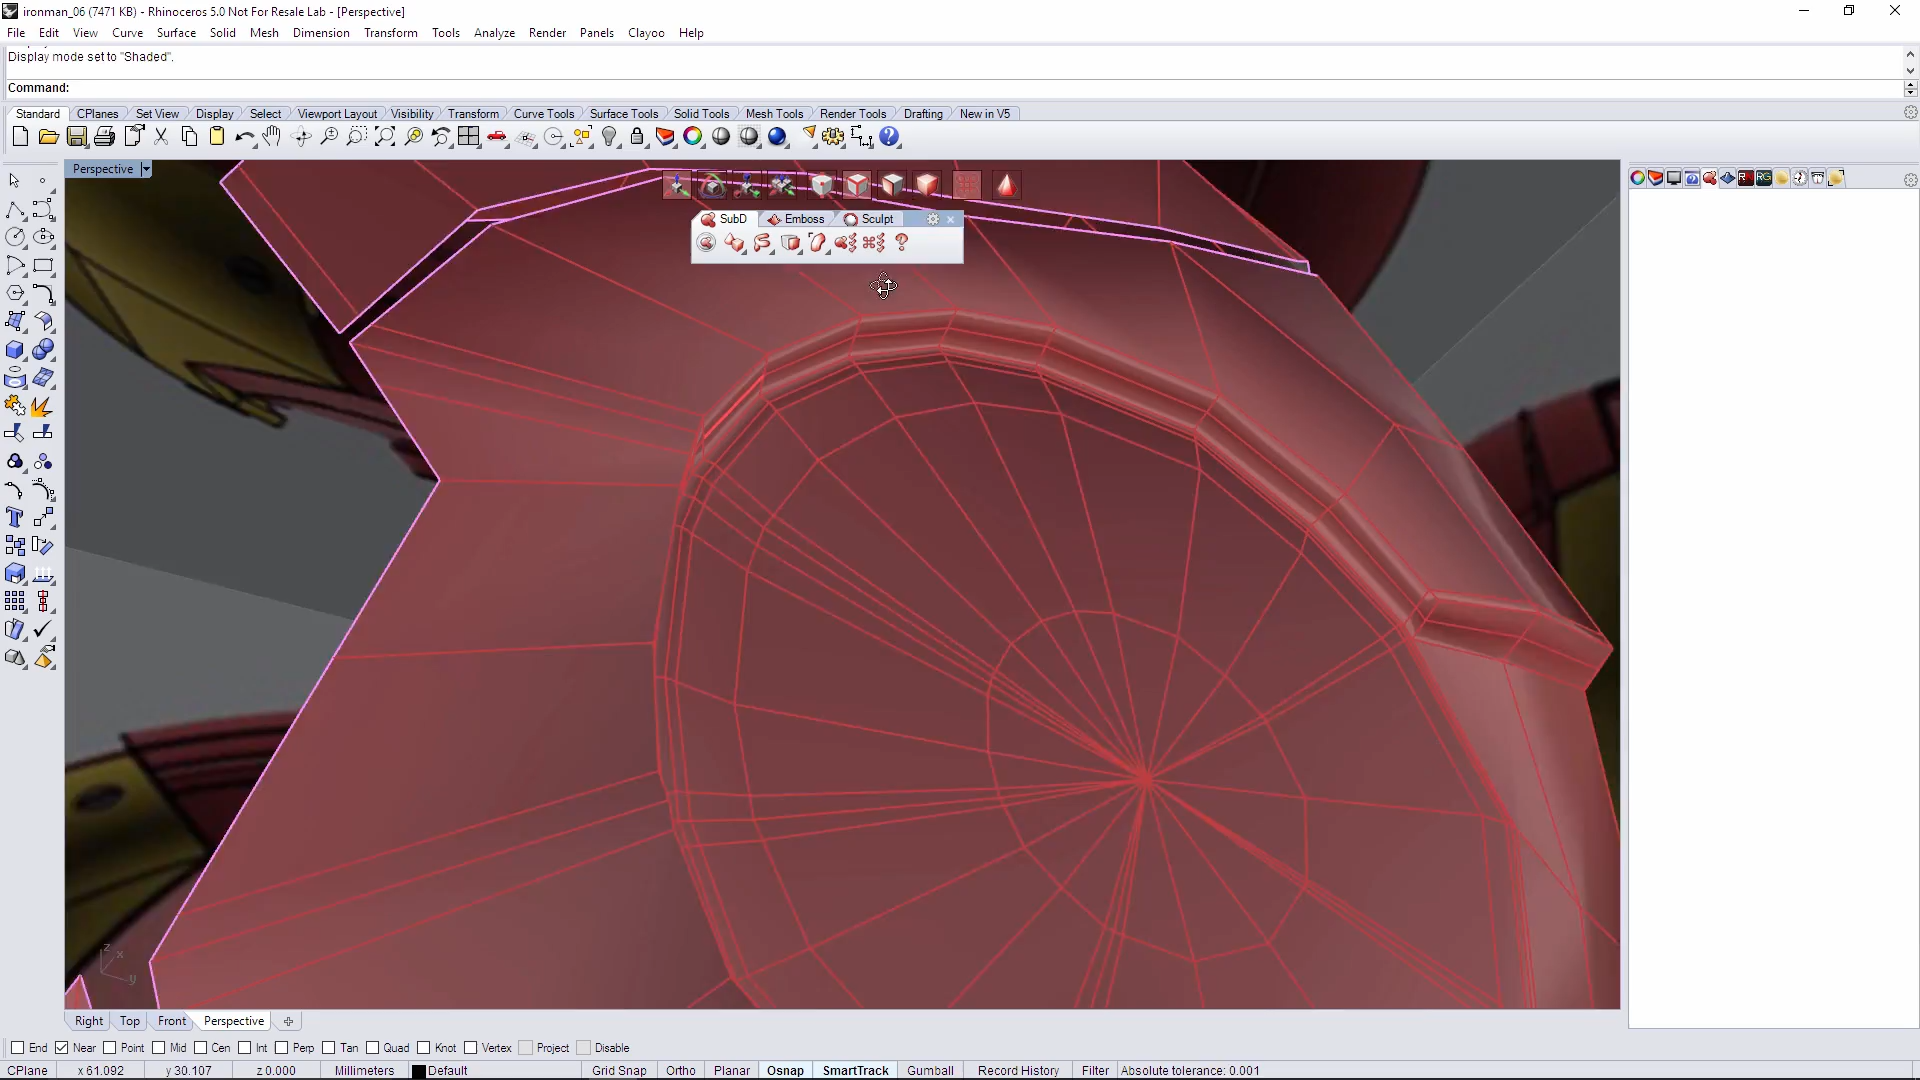 ironman_06 (7471 KB) - Rhinoceros 5.0 Not For Resale Lab - [Perspective]
File Edit View Curve Surface Solid Mesh Dimension Transform Tools Analyze Render Panels Clayoo Help
Display mode set to "Shaded".
Command:
Standard CPlanes Set View Display Select Viewport Layout Visibility Transform Curve Tools Surface Tools Solid Tools Mesh Tools Render Tools Drafting New in V5
Perspective
SubD Emboss Sculpt
z x y
Right Top Front Perspective
End Near Point Mid Cen Int Perp Tan Quad Knot Vertex Project Disable
CPlane x 61.092 y 30.107 z 0.000 Millimeters Default Grid Snap Ortho Planar Osnap SmartTrack Gumball Record History Filter Absolute tolerance: 0.001